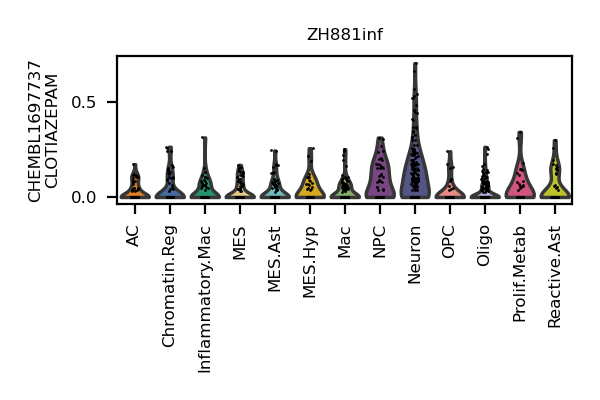 ZH881inf
CHEMBL1697737
CLOTIAZEPAM
0.5
0.0
AC
Chromatin.Reg
Inflammatory.Mac
MES
MES.Ast
MES.Hyp
Mac
NPC
Neuron
OPC
Oligo
Prolif.Metab
Reactive.Ast